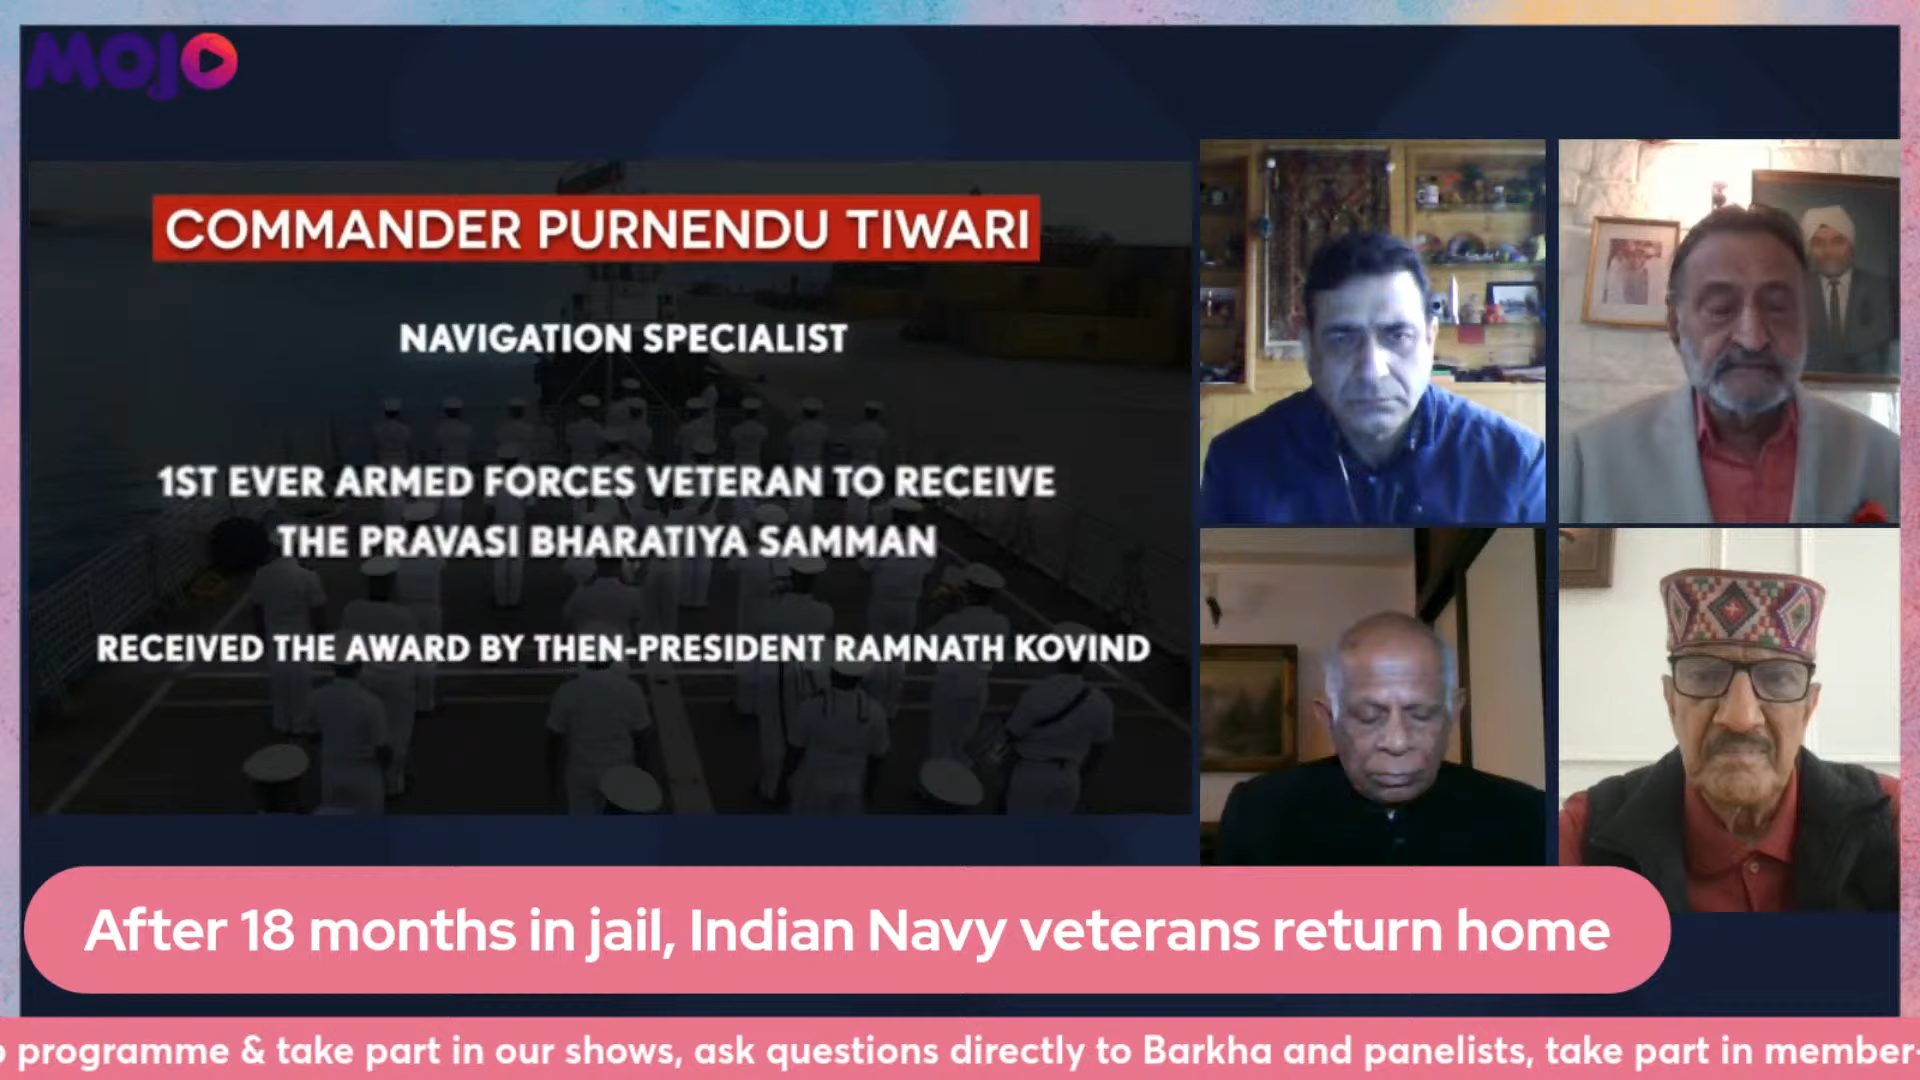 MOJO
COMMANDER PURNENDU TIWARI
NAVIGATION SPECIALIST
1ST EVER ARMED FORCES VETERAN TO RECEIVE
THE PRAVASI BHARATIYA SAMMAN
RECEIVED THE AWARD BY THEN-PRESIDENT RAMNATH KOVIND
After 18 months in jail, Indian Navy veterans return home
programme & take part in our shows, ask questions directly to Barkha and panelists, take part in member-